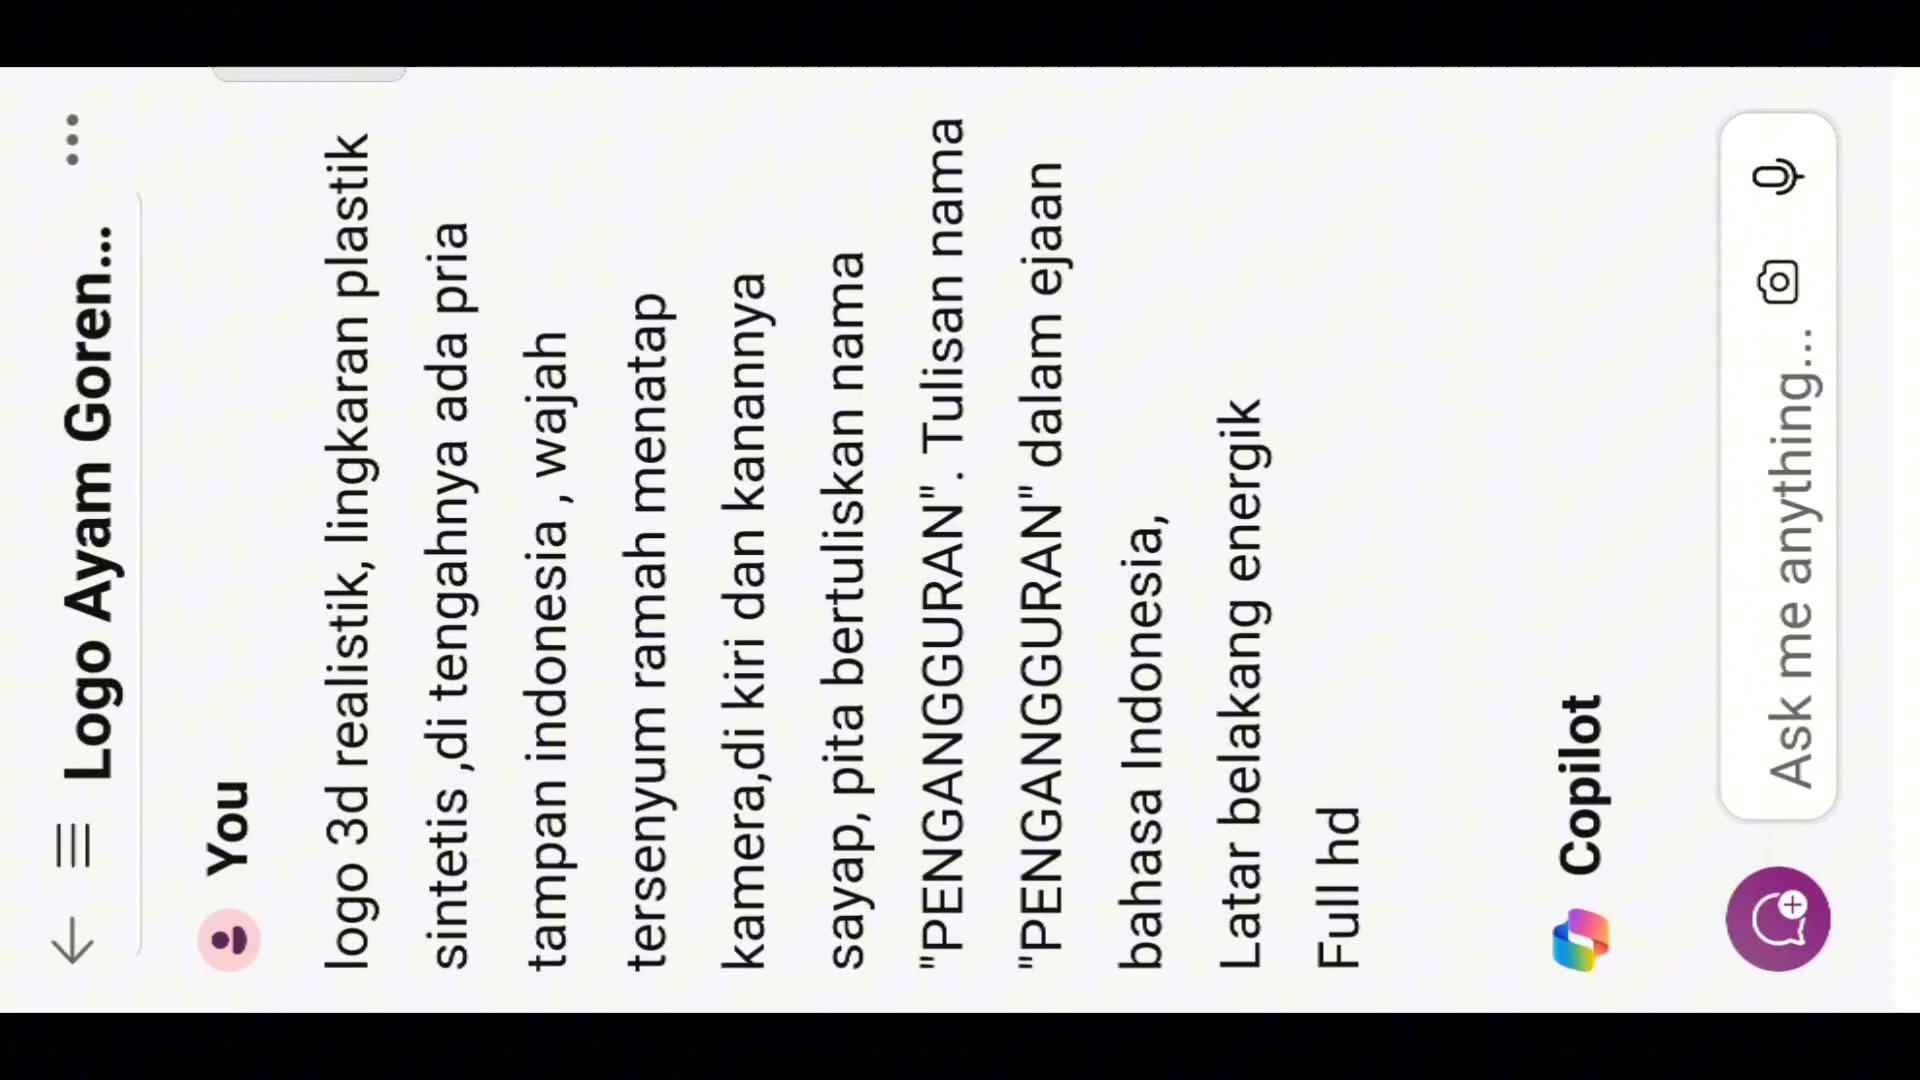 Logo Ayam Goren...
You
logo 3d realistik, lingkaran plastik
sintetis ,di tengahnya ada pria
tampan indonesia , wajah
tersenyum ramah menatap
kamera,di kiri dan kanannya
sayap, pita bertuliskan nama
"PENGANGGURAN". Tulisan nama
"PENGANGGURAN" dalam ejaan
bahasa Indonesia,
Latar belakang energik
Full hd
Copilot
Ask me anything...